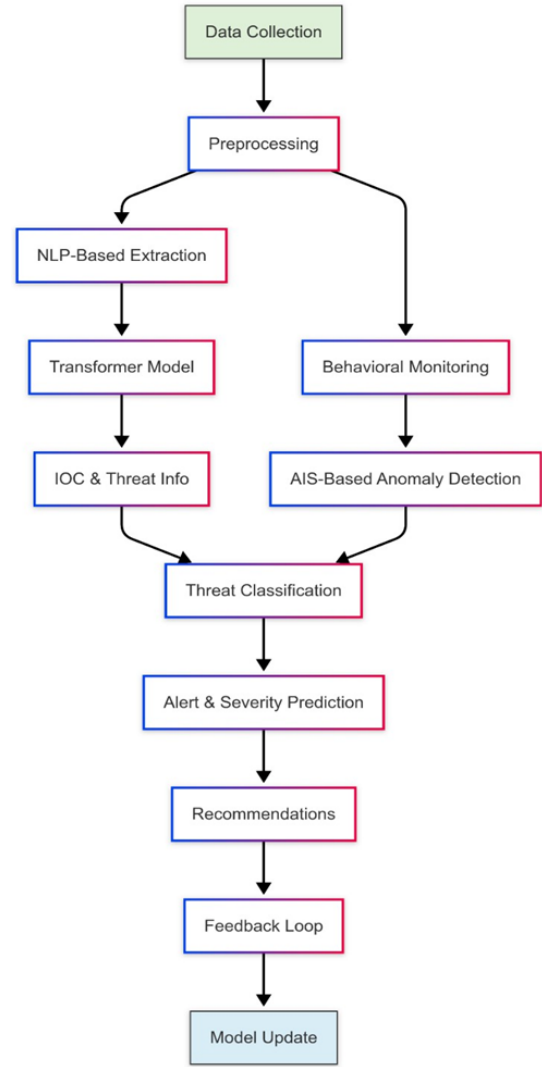 Data Collection
Preprocessing
NLP-Based Extraction
Transformer Model
Behavioral Monitoring
IOC & Threat Info
AIS-Based Anomaly Detection
Threat Classification
Alert & Severity Prediction
Recommendations
Feedback Loop
Model Update